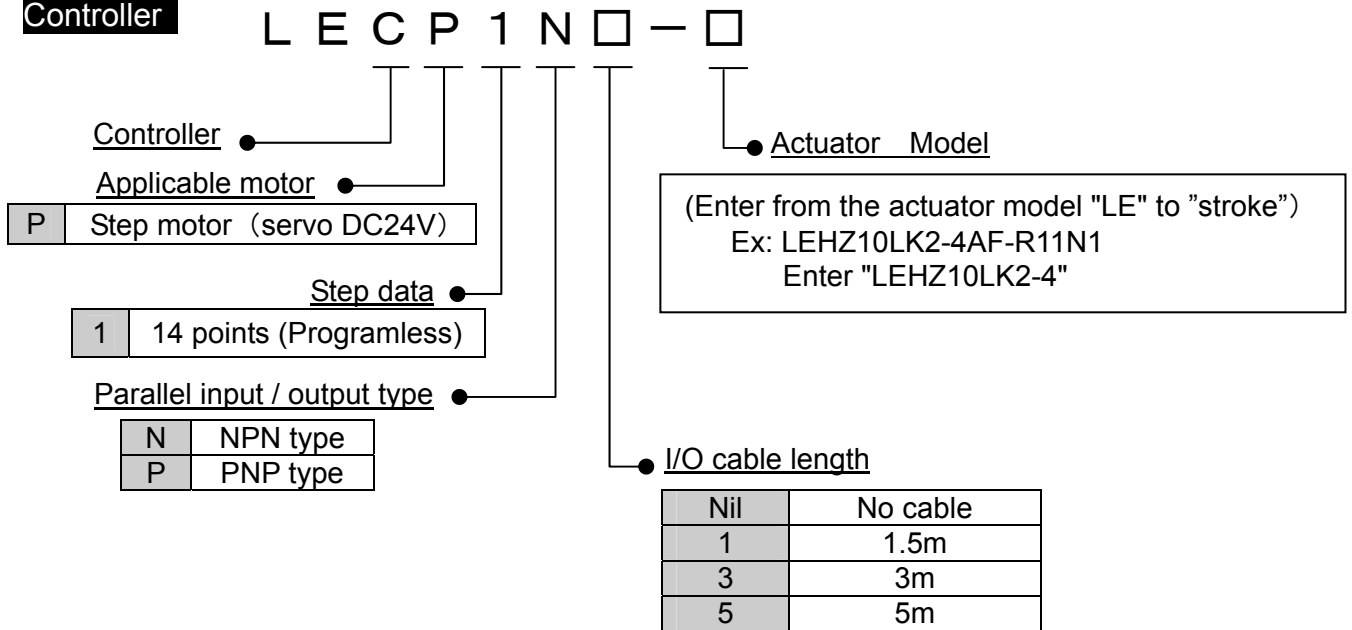 Controller
LECP1N□-□
Controller
Actuator Model
Applicable motor
P Step motor（servo DC24V）
(Enter from the actuator model "LE" to ”stroke”）
Ex: LEHZ10LK2-4AF-R11N1
Enter "LEHZ10LK2-4"
Step data
1 14 points (Programless)
Parallel input / output type
N NPN type
P PNP type
I/O cable length
Nil No cable
1 1.5m
3 3m
5 5m